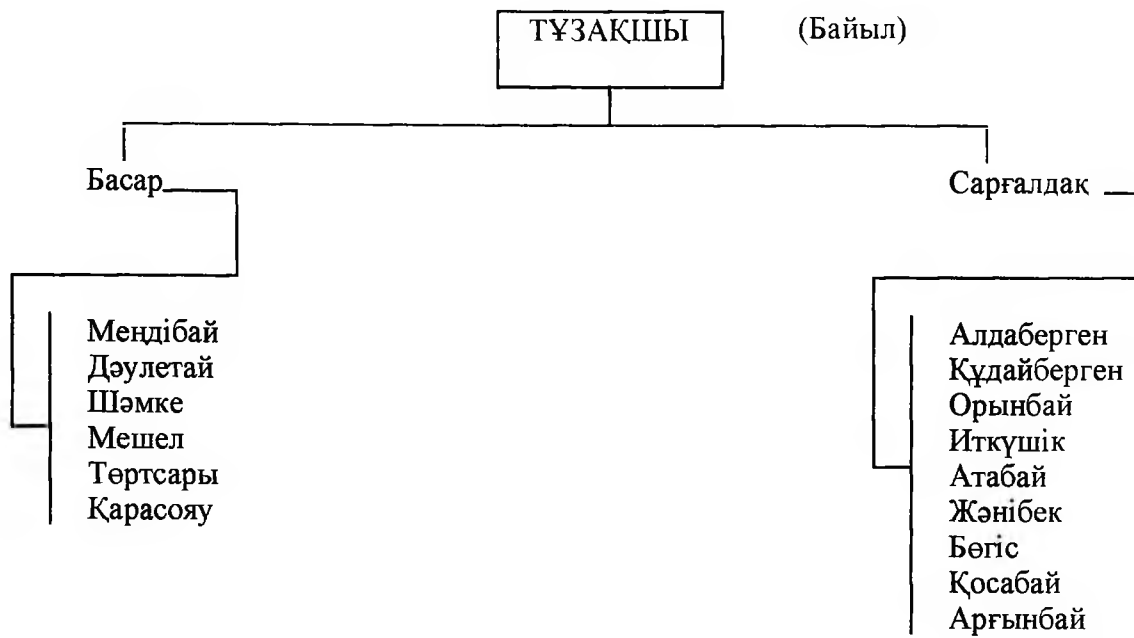 ТҰЗАҚШЫ (Байыл)
Басар
Сарғалдақ
Меңдібай
Дәулетай
Шәмке
Мешел
Төртсары
Қарасояу
Алдаберген
Құдайберген
Орынбай
Иткүшік
Атабай
Жәнібек
Бөгіс
Қосабай
Арғынбай